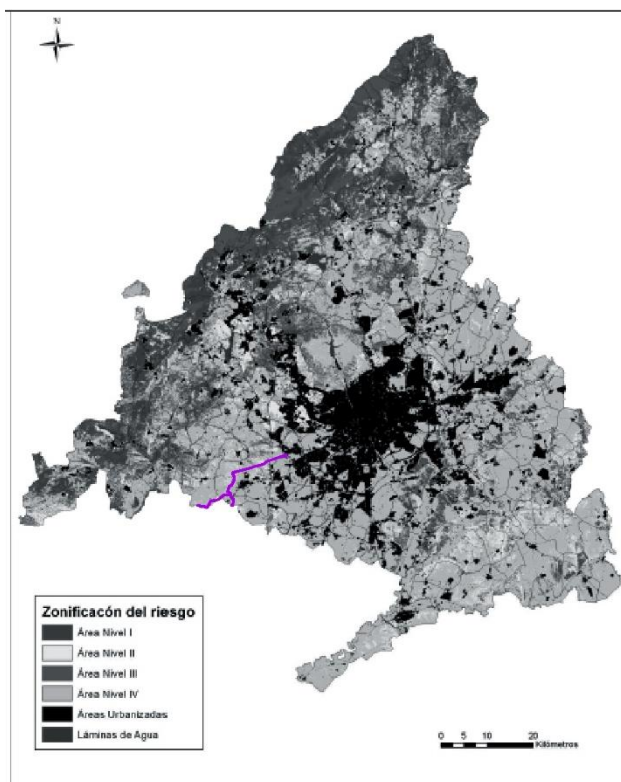 N
Zonificacón del riesgo
Área Nivel I
Área Nivel II
Área Nivel III
Área Nivel IV
Áreas Urbanizadas
Láminas de Agua
0 5 10 20
Kilómetros